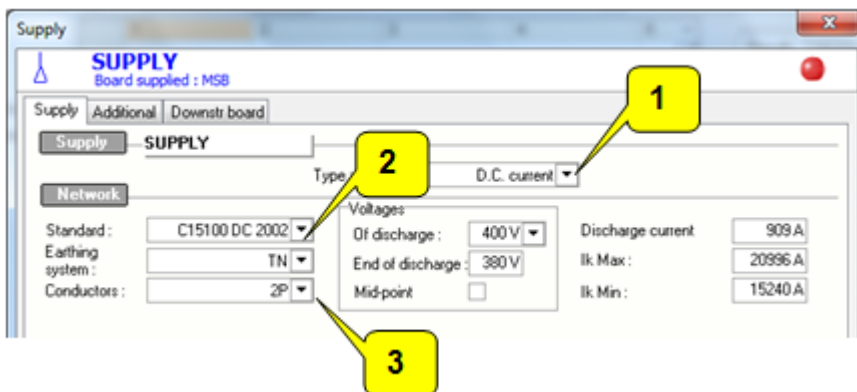 Supply
SUPPLY
Board supplied : MSB
1
Supply Additional Downstr board
Supply SUPPLY
2
Type D.C. current
Network
Voltages
Standard : C15100 DC 2002 Of discharge : 400 V Discharge current 909 A
Earthing system : TN End of discharge : 380 V Ik Max : 20996 A
Conductors : 2P Mid-point Ik Min : 15240 A
3